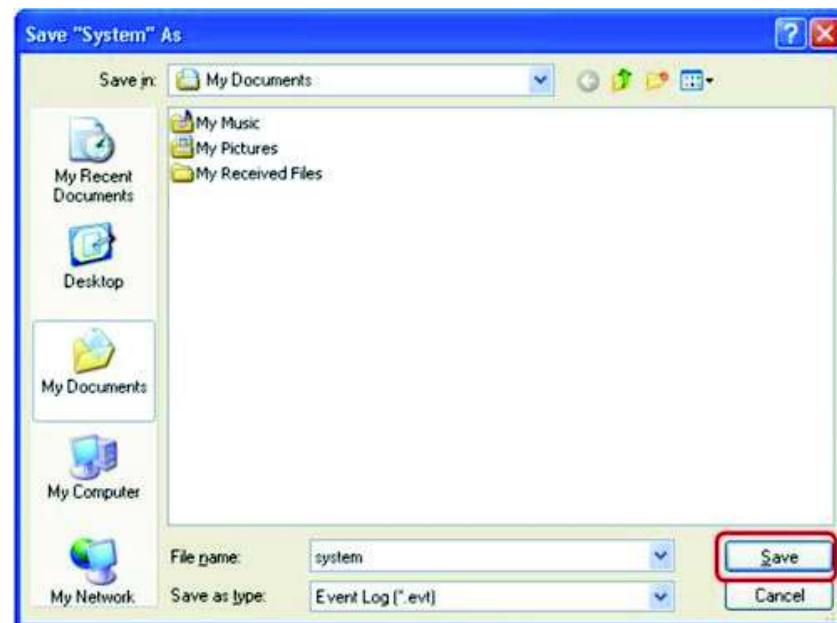 Save "System" As
Save in:
My Documents
My Recent
Documents
Desktop
My Documents
My Computer
My Network
My Music
My Pictures
My Received Files
File name:
system
Save
Save as type:
Event Log (*.evt)
Cancel